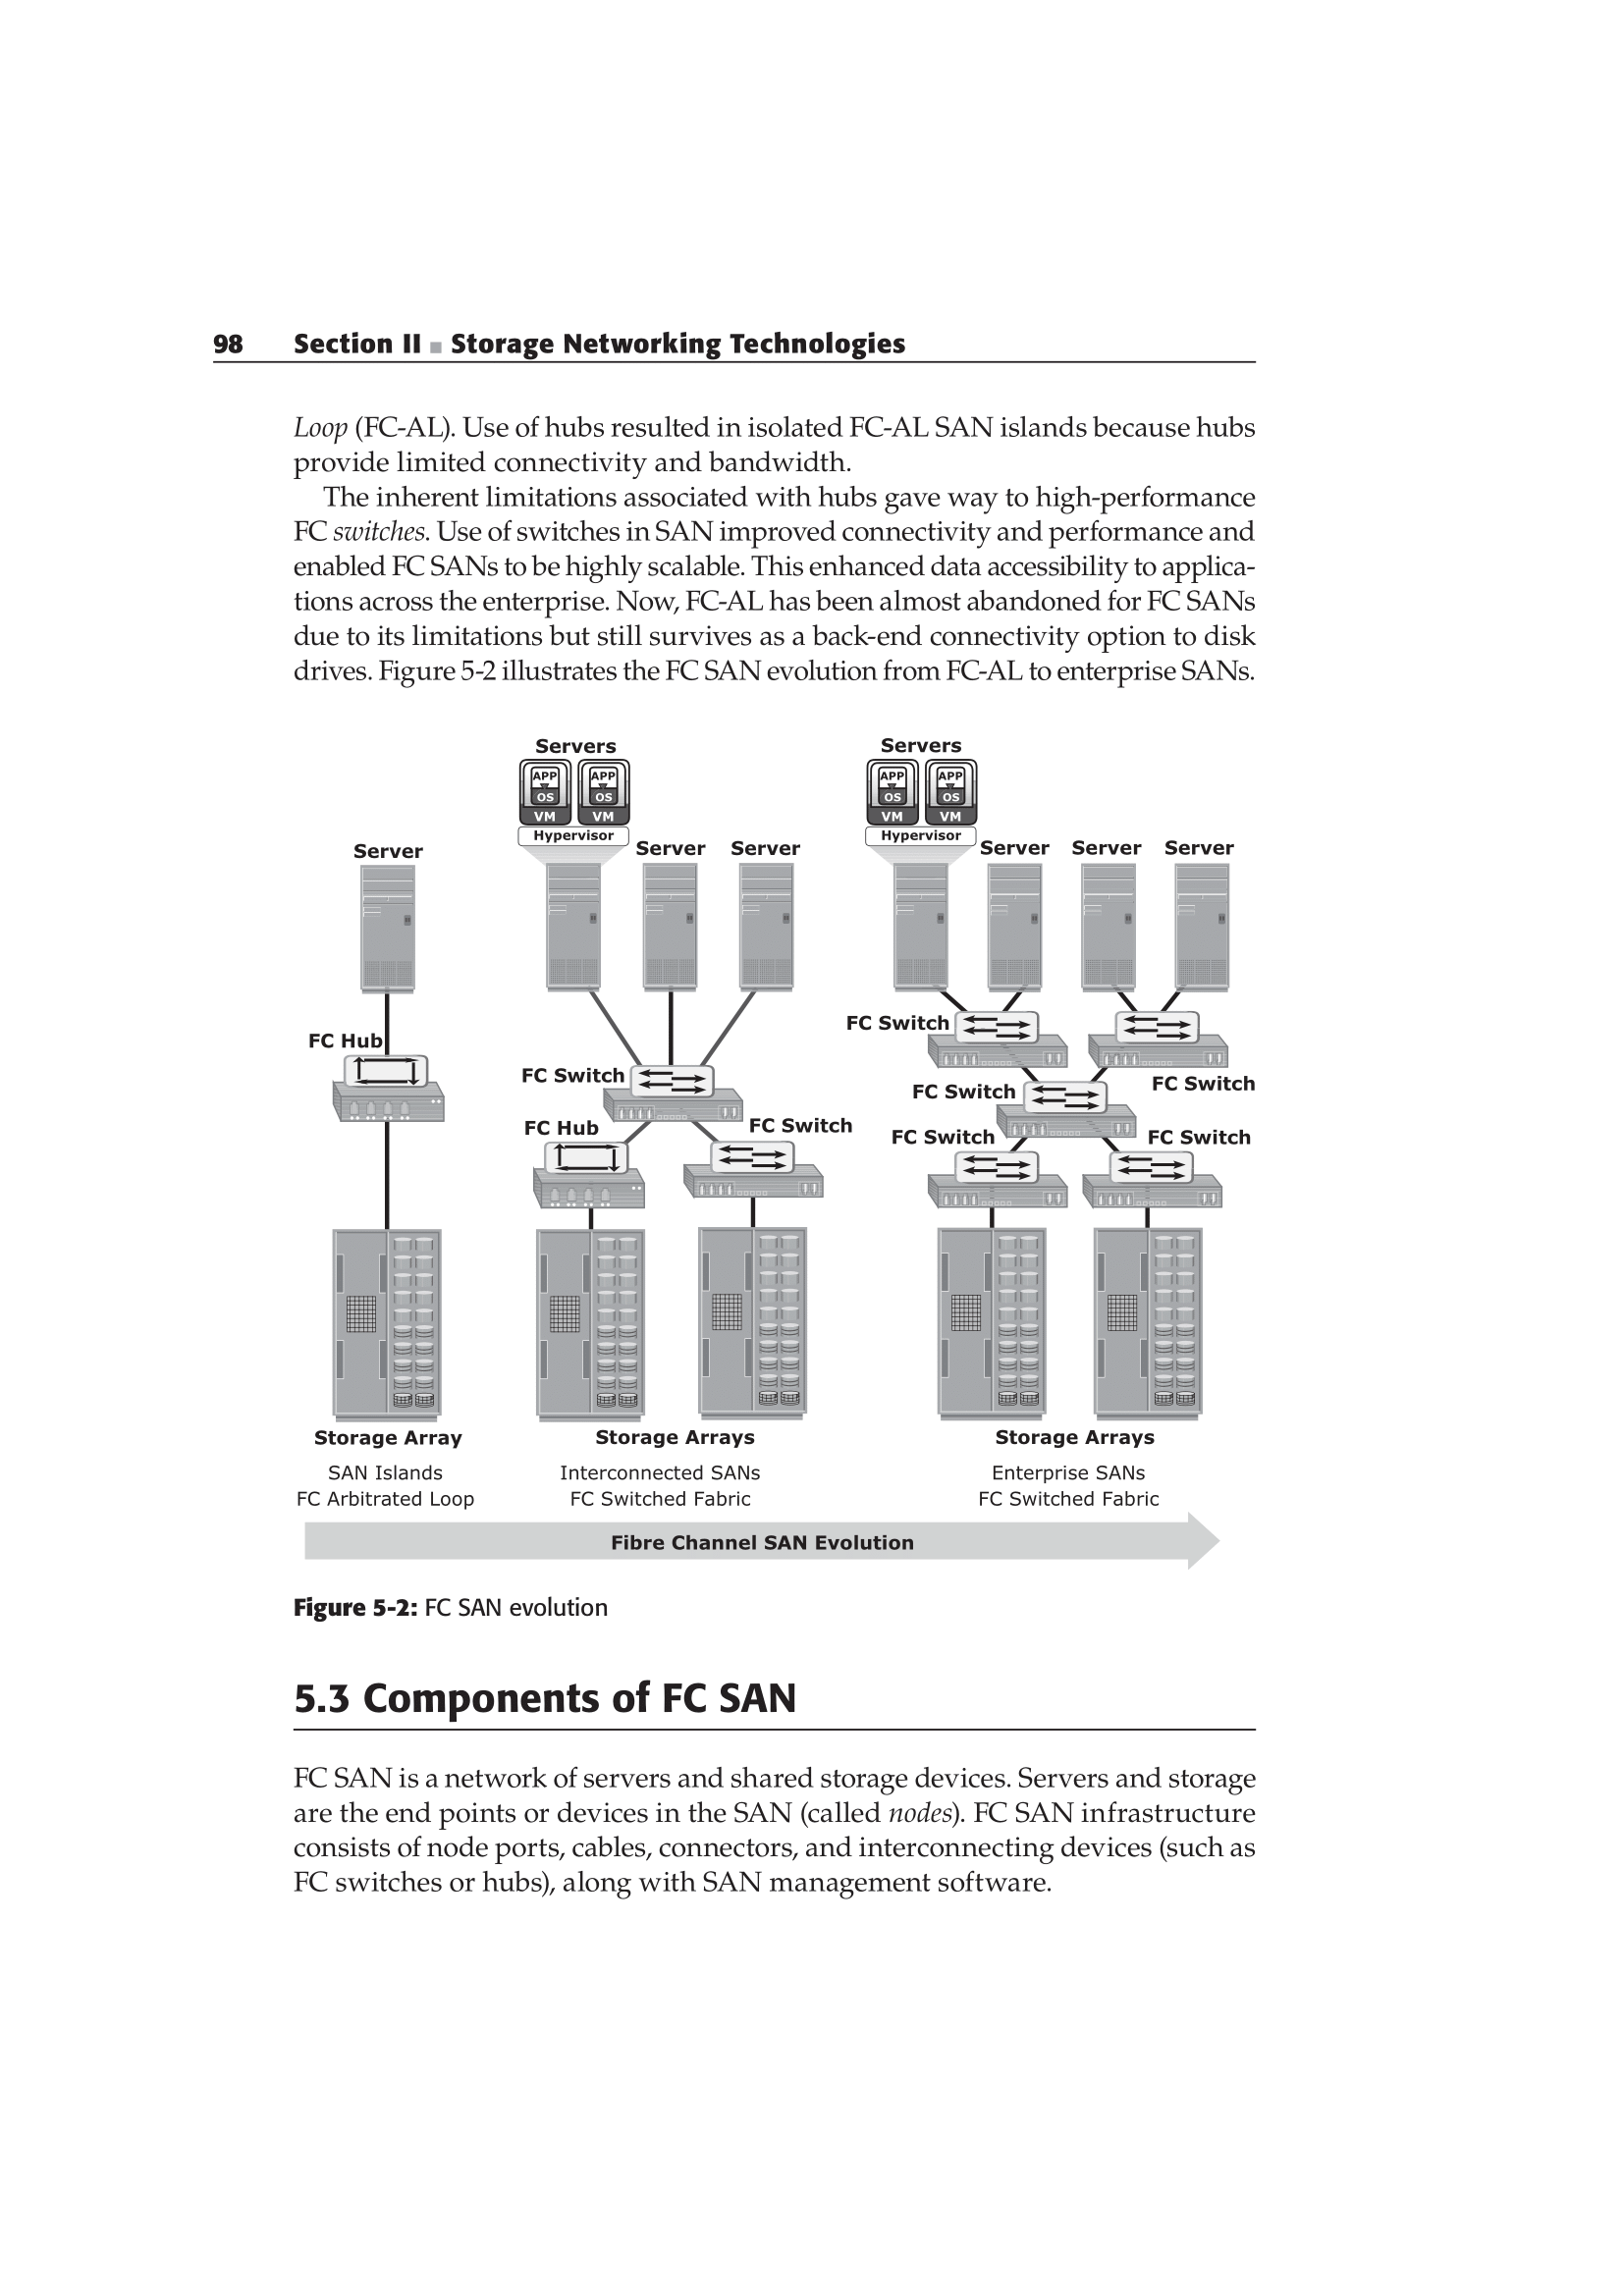 98 Section II ■ Storage Networking Technologies
Loop (FC-AL). Use of hubs resulted in isolated FC-AL SAN islands because hubs
provide limited connectivity and bandwidth.
The inherent limitations associated with hubs gave way to high-performance
FC switches. Use of switches in SAN improved connectivity and performance and
enabled FC SANs to be highly scalable. This enhanced data accessibility to applica-
tions across the enterprise. Now, FC-AL has been almost abandoned for FC SANs
due to its limitations but still survives as a back-end connectivity option to disk
drives. Figure 5-2 illustrates the FC SAN evolution from FC-AL to enterprise SANs.
Server
FC Hub
Storage Array
SAN Islands
FC Arbitrated Loop
Servers
APP APP
OS OS
VM VM
Hypervisor
Server Server
FC Switch
FC Hub
FC Switch
Storage Arrays
Interconnected SANs
FC Switched Fabric
Servers
APP APP
OS OS
VM VM
Hypervisor
Server Server Server
FC Switch
FC Switch
FC Switch
FC Switch
FC Switch
Storage Arrays
Enterprise SANs
FC Switched Fabric
Fibre Channel SAN Evolution
Figure 5-2: FC SAN evolution
5.3 Components of FC SAN
FC SAN is a network of servers and shared storage devices. Servers and storage
are the end points or devices in the SAN (called nodes). FC SAN infrastructure
consists of node ports, cables, connectors, and interconnecting devices (such as
FC switches or hubs), along with SAN management software.